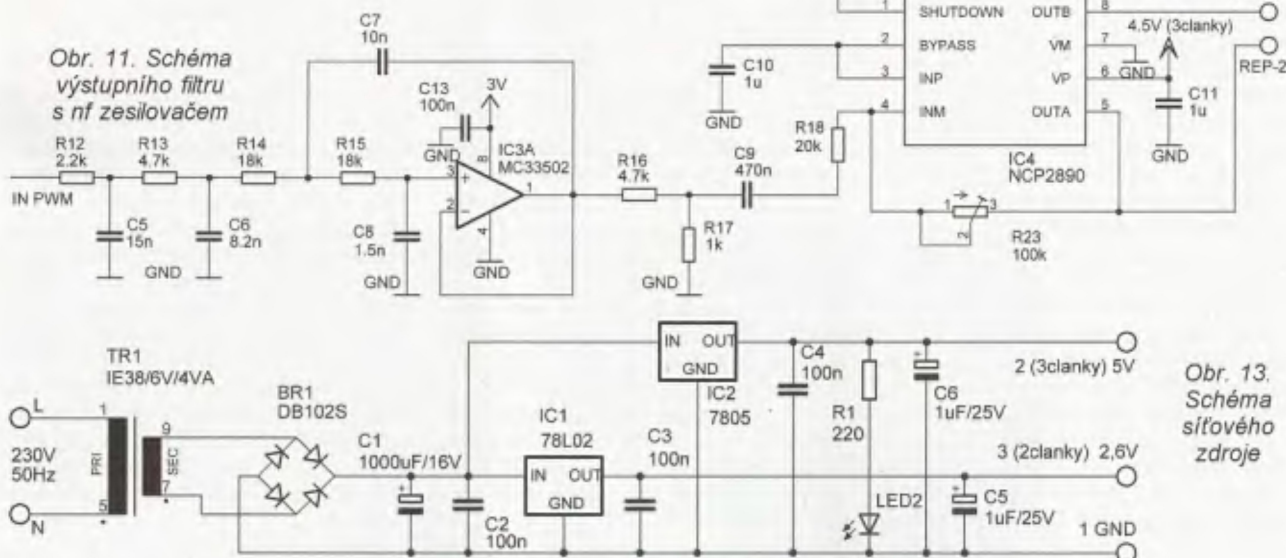 Obr. 11. Schéma
výstupního filtru
s nf zesilovačem
C7
10n
C13
100n
3V
GND
R12
2.2k
R13
4.7k
R14
18k
R15
18k
IN PWM
C5
15n
C6
8.2n
GND
C8
1.5n
GND
3
2
8
4
1
+
−
IC3A
MC33502
GND
R16
4.7k
C9
470n
R17
1k
GND
R18
20k
C10
1u
GND
1
2
3
4
SHUTDOWN
BYPASS
INP
INM
OUTB
VM
VP
OUTA
8
7
6
5
IC4
NCP2890
4.5V (3clanky)
GND
C11
1u
GND
REP-2
1
3
2
R23
100k
L
230V
50Hz
N
TR1
IE38/6V/4VA
1
5
PRI
SEC
9
7
BR1
DB102S
C1
1000uF/16V
+
C2
100n
IC1
78L02
IN OUT
GND
C3
100n
IN OUT
GND
IC2
7805
C4
100n
R1
220
LED2
+
C6
1uF/25V
+
C5
1uF/25V
2 (3clanky) 5V
3 (2clanky) 2,6V
1 GND
Obr. 13.
Schéma
síťového
zdroje